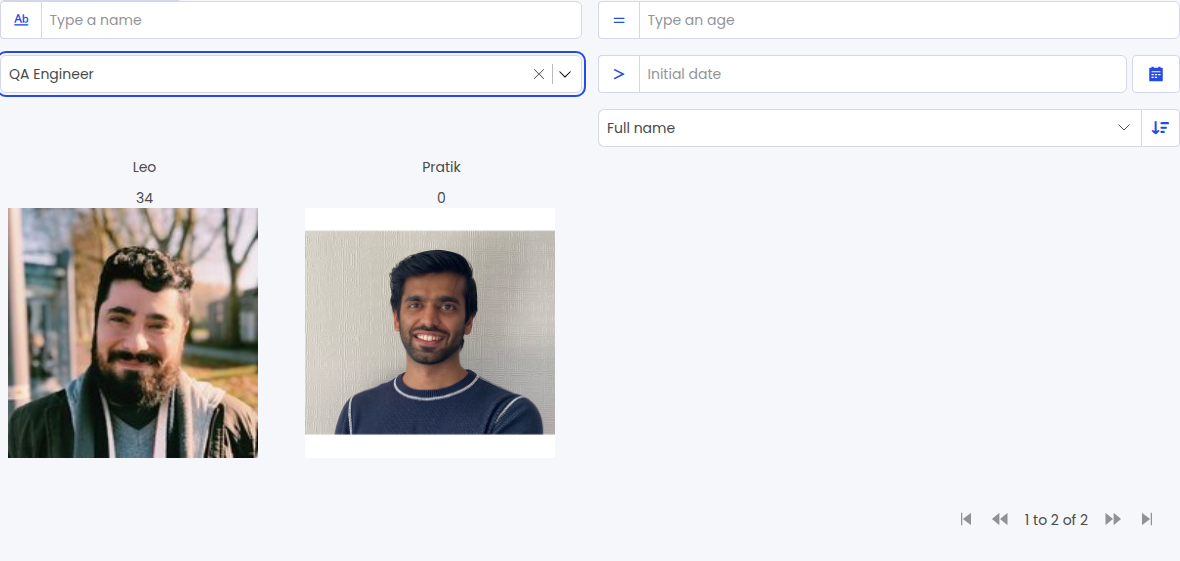 Ab Type a name
= Type an age
QA Engineer
> Initial date
Full name
Leo
34
Pratik
0
1 to 2 of 2